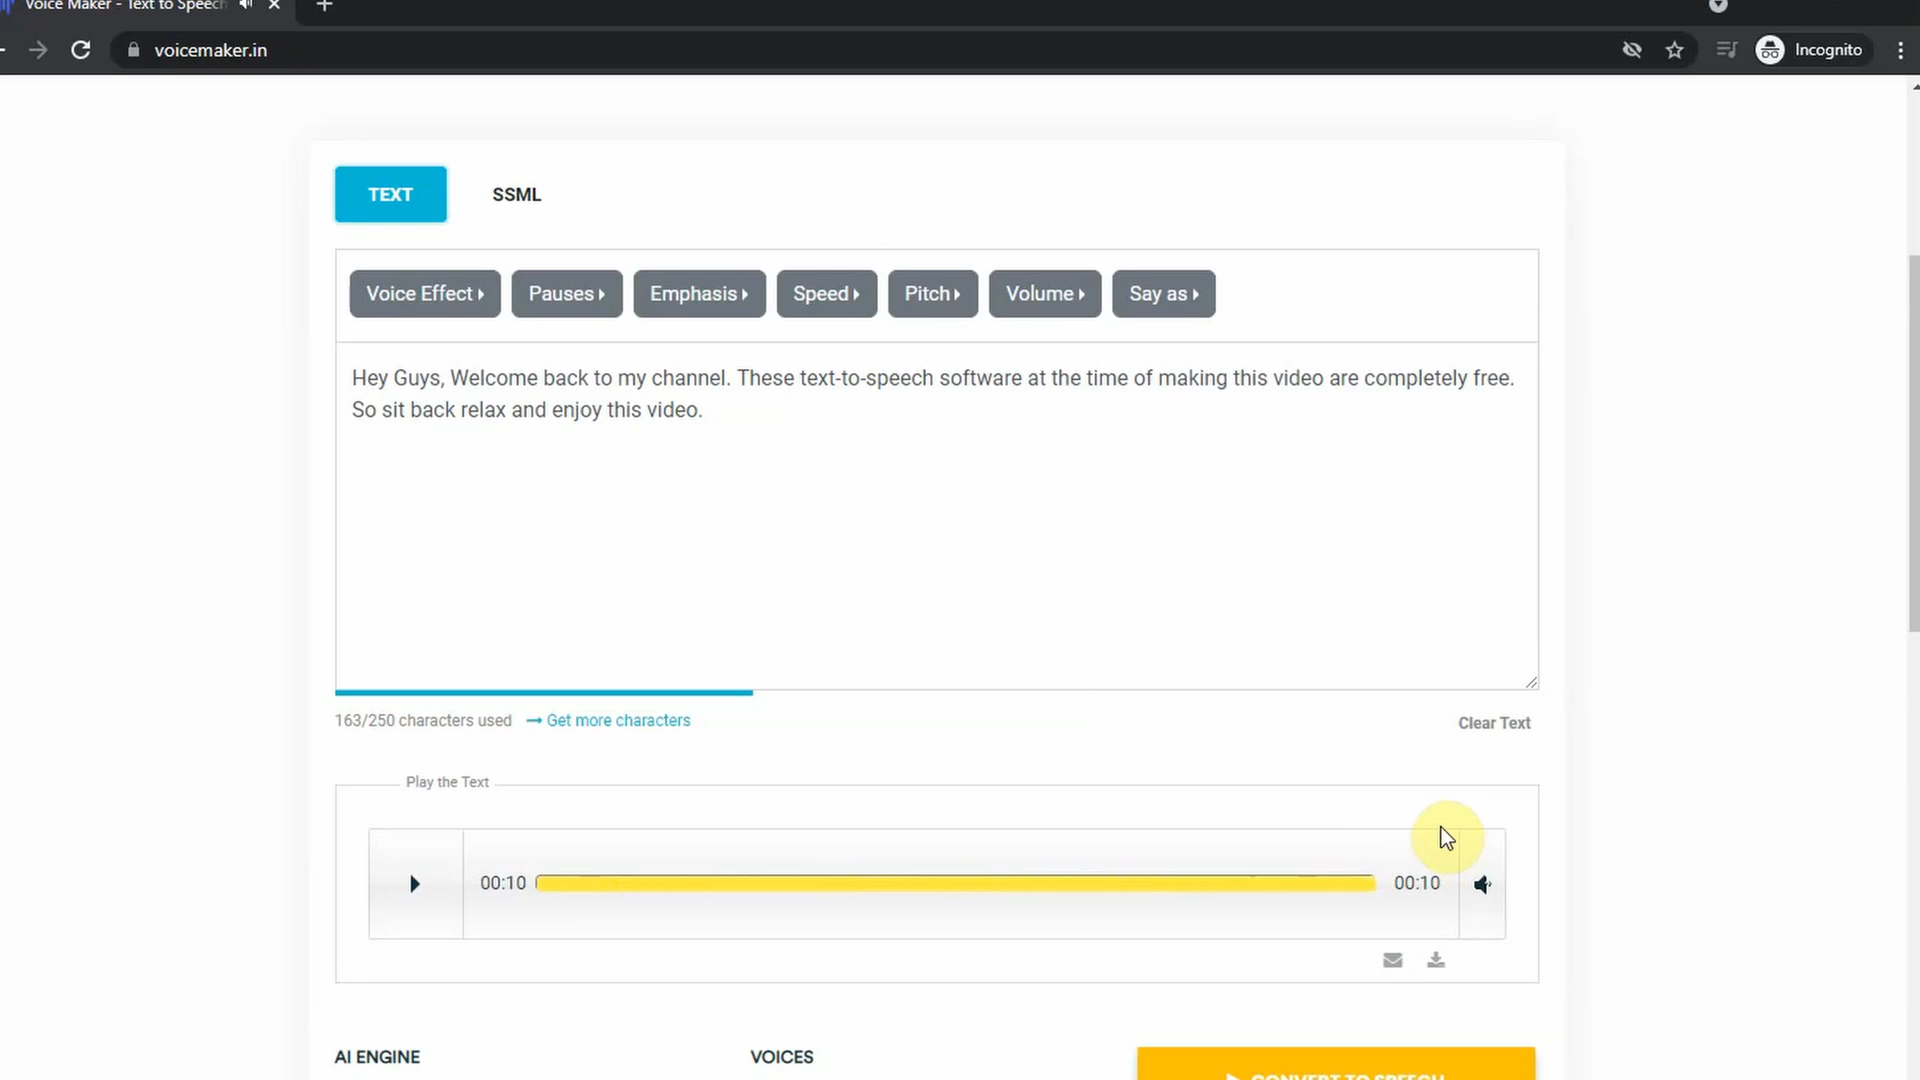 Voice Maker - Text to Speech
voicemaker.in
Incognito
TEXT
SSML
Voice Effect
Pauses
Emphasis
Speed
Pitch
Volume
Say as
Hey Guys, Welcome back to my channel. These text-to-speech software at the time of making this video are completely free.
So sit back relax and enjoy this video.
163/250 characters used
Get more characters
Clear Text
Play the Text
00:10
00:10
AI ENGINE
VOICES
CONVERT TO SPEECH